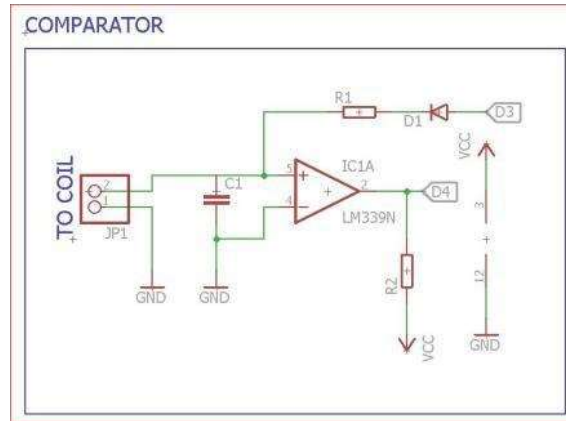 COMPARATOR
R1
D1
D3
VCC
TO COIL
2
1
JP1
C1
5
4
IC1A
2
LM339N
D4
3
12
R2
VCC
GND
GND
GND